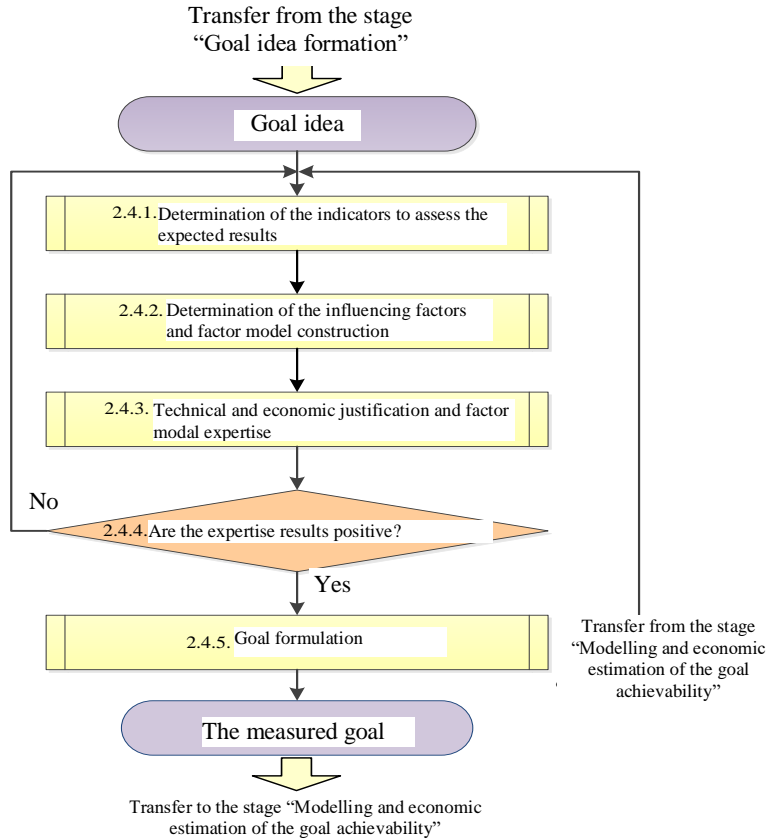 Transfer from the stage
“Goal idea formation”
Goal idea
2.4.1. Determination of the indicators to assess the
expected results
2.4.2. Determination of the influencing factors
and factor model construction
2.4.3. Technical and economic justification and factor
modal expertise
No
2.4.4. Are the expertise results positive?
Yes
2.4.5. Goal formulation
Transfer from the stage
“Modelling and economic
estimation of the goal
achievability”
The measured goal
Transfer to the stage “Modelling and economic
estimation of the goal achievability”